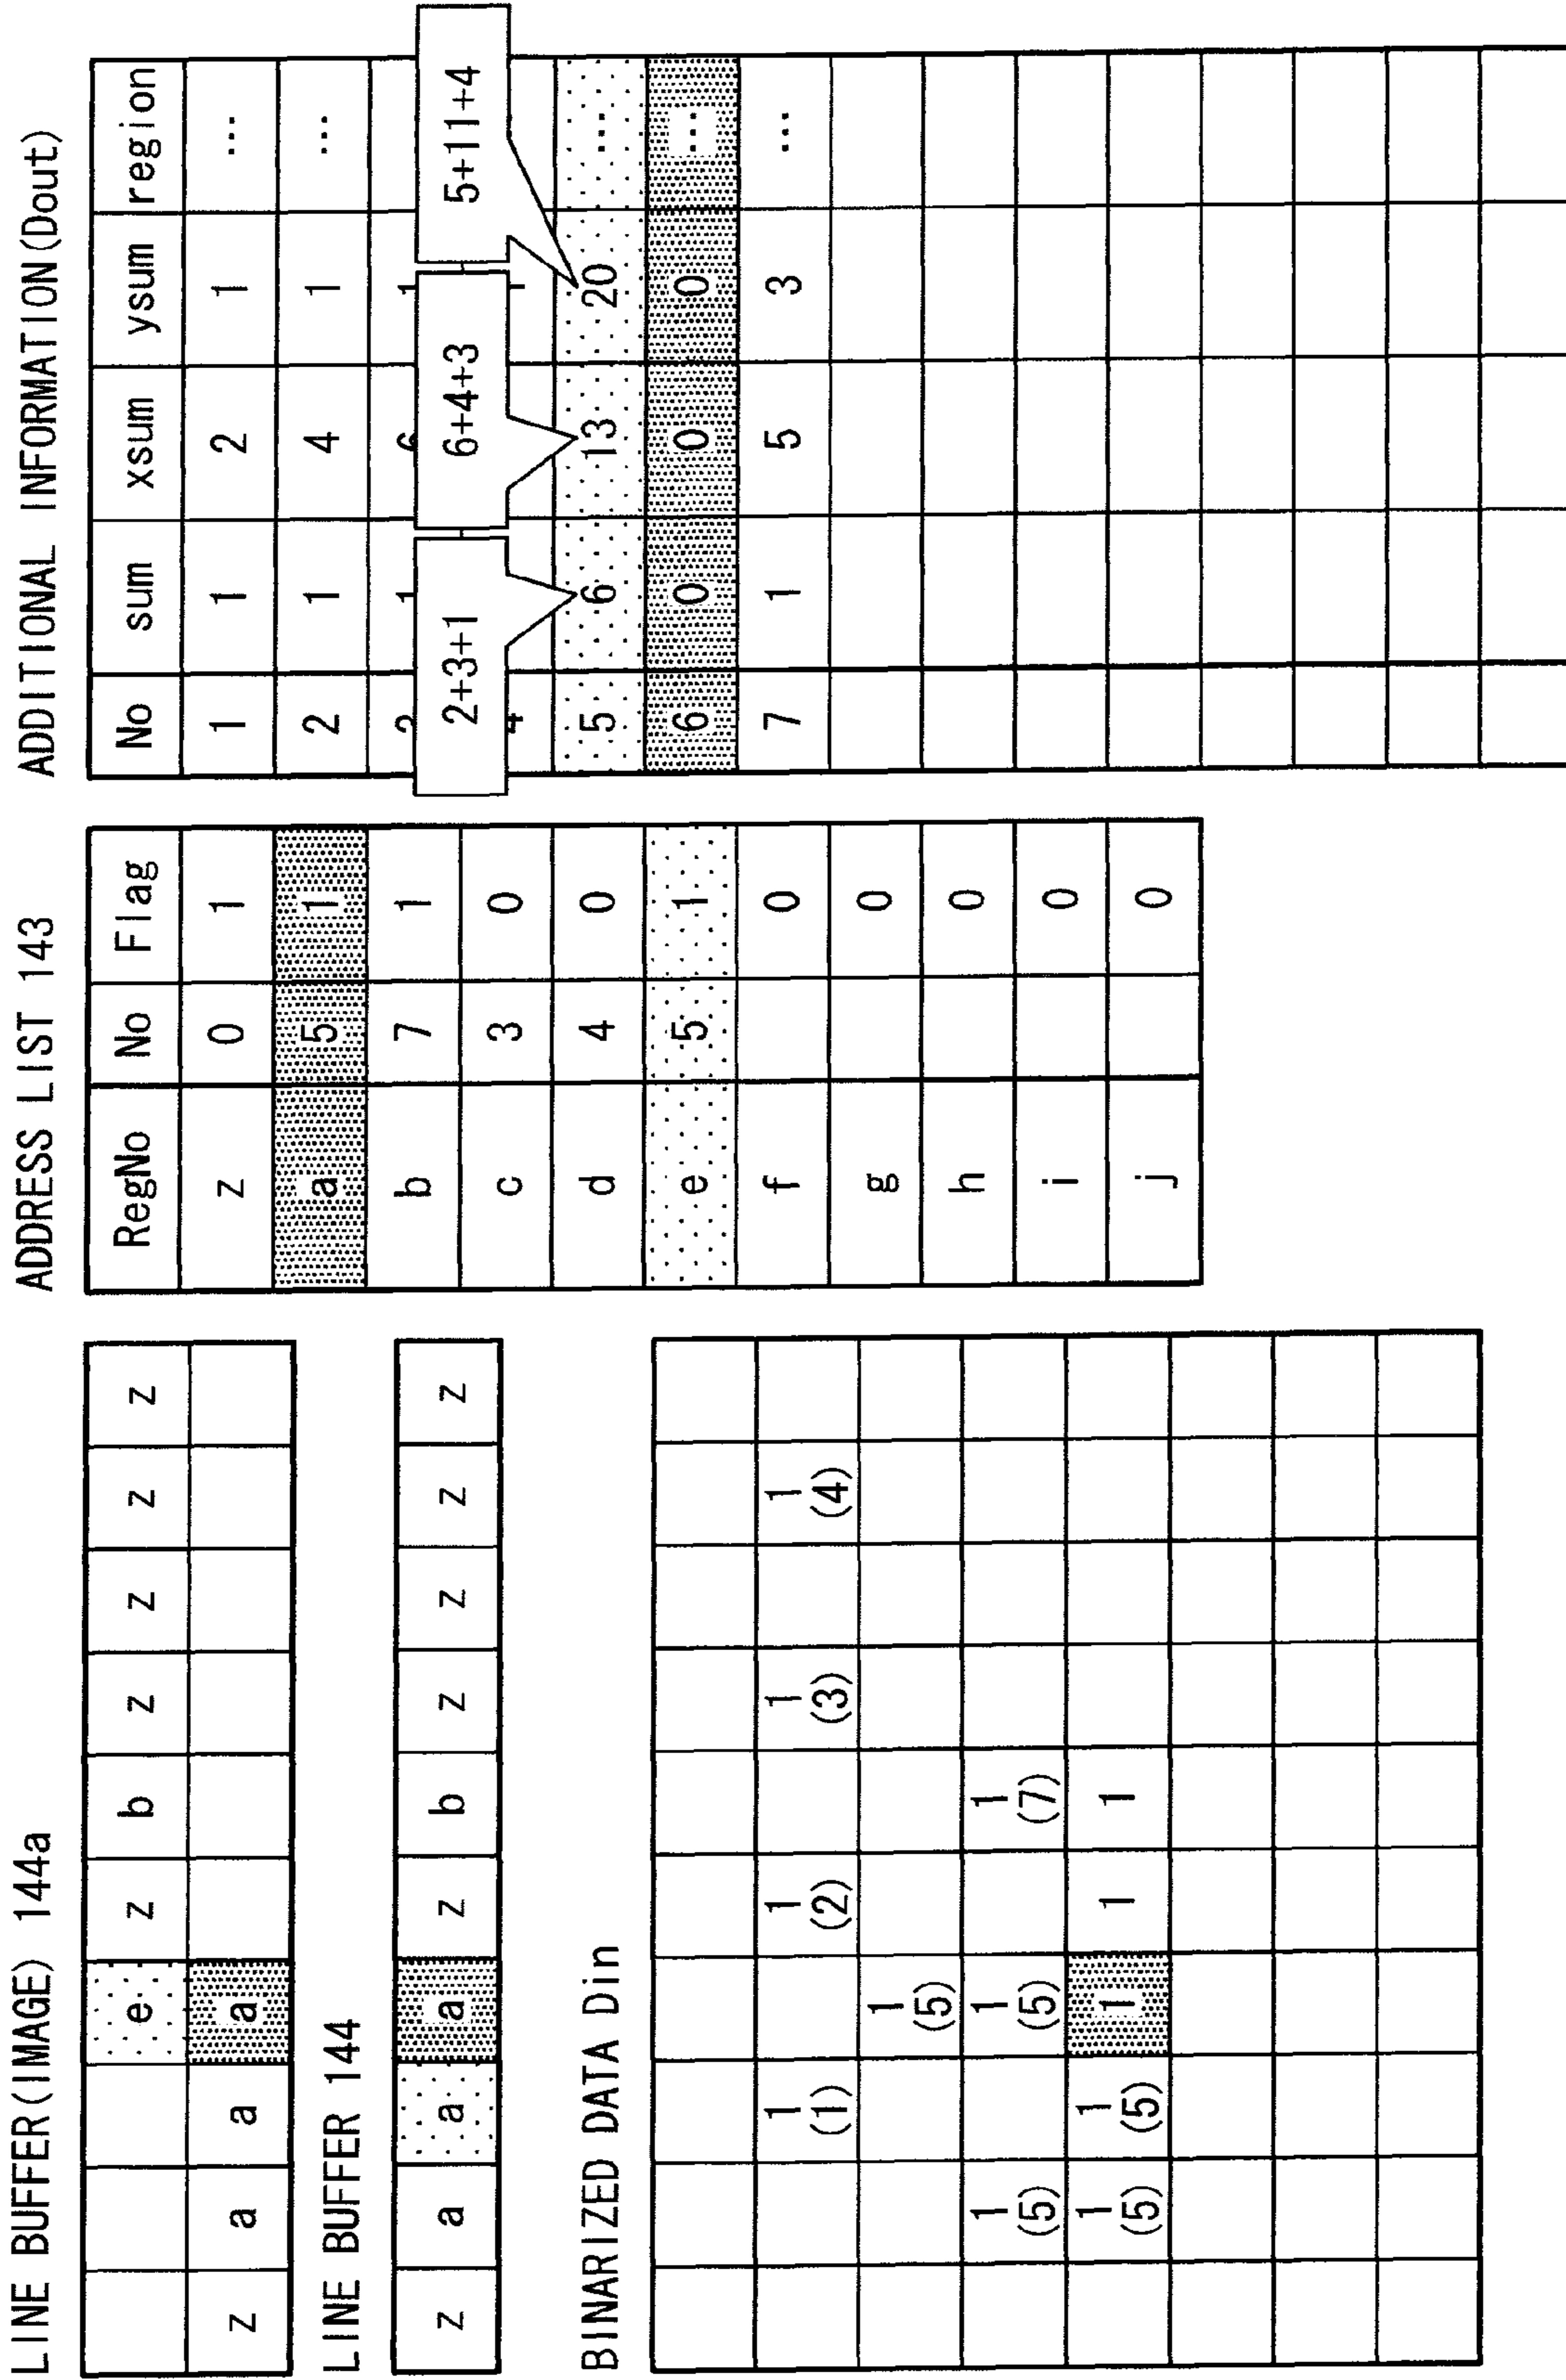 LINE BUFFER(IMAGE) 144a
e z b z z z z
z a a a
LINE BUFFER 144
z a a a z b z z z z
BINARIZED DATA Din
1 1 1 1
(1) (2) (3) (4)
1
(5)
1 1 1
(5) (5) (7)
1 1 1 1 1
(5) (5)
ADDRESS LIST 143
RegNo No Flag
z 0 1
a 5 1
b 7 1
c 3 0
d 4 0
e 5 1
f 0
g 0
h 0
i 0
j 0
ADDITIONAL INFORMATION(Dout)
No sum xsum ysum region
1 1 2 1 ...
2 1 4 1 ...
2+3+1 6+4+3 5+11+4
5 6 13 20 ...
6 0 0 0 ...
7 1 5 3 ...